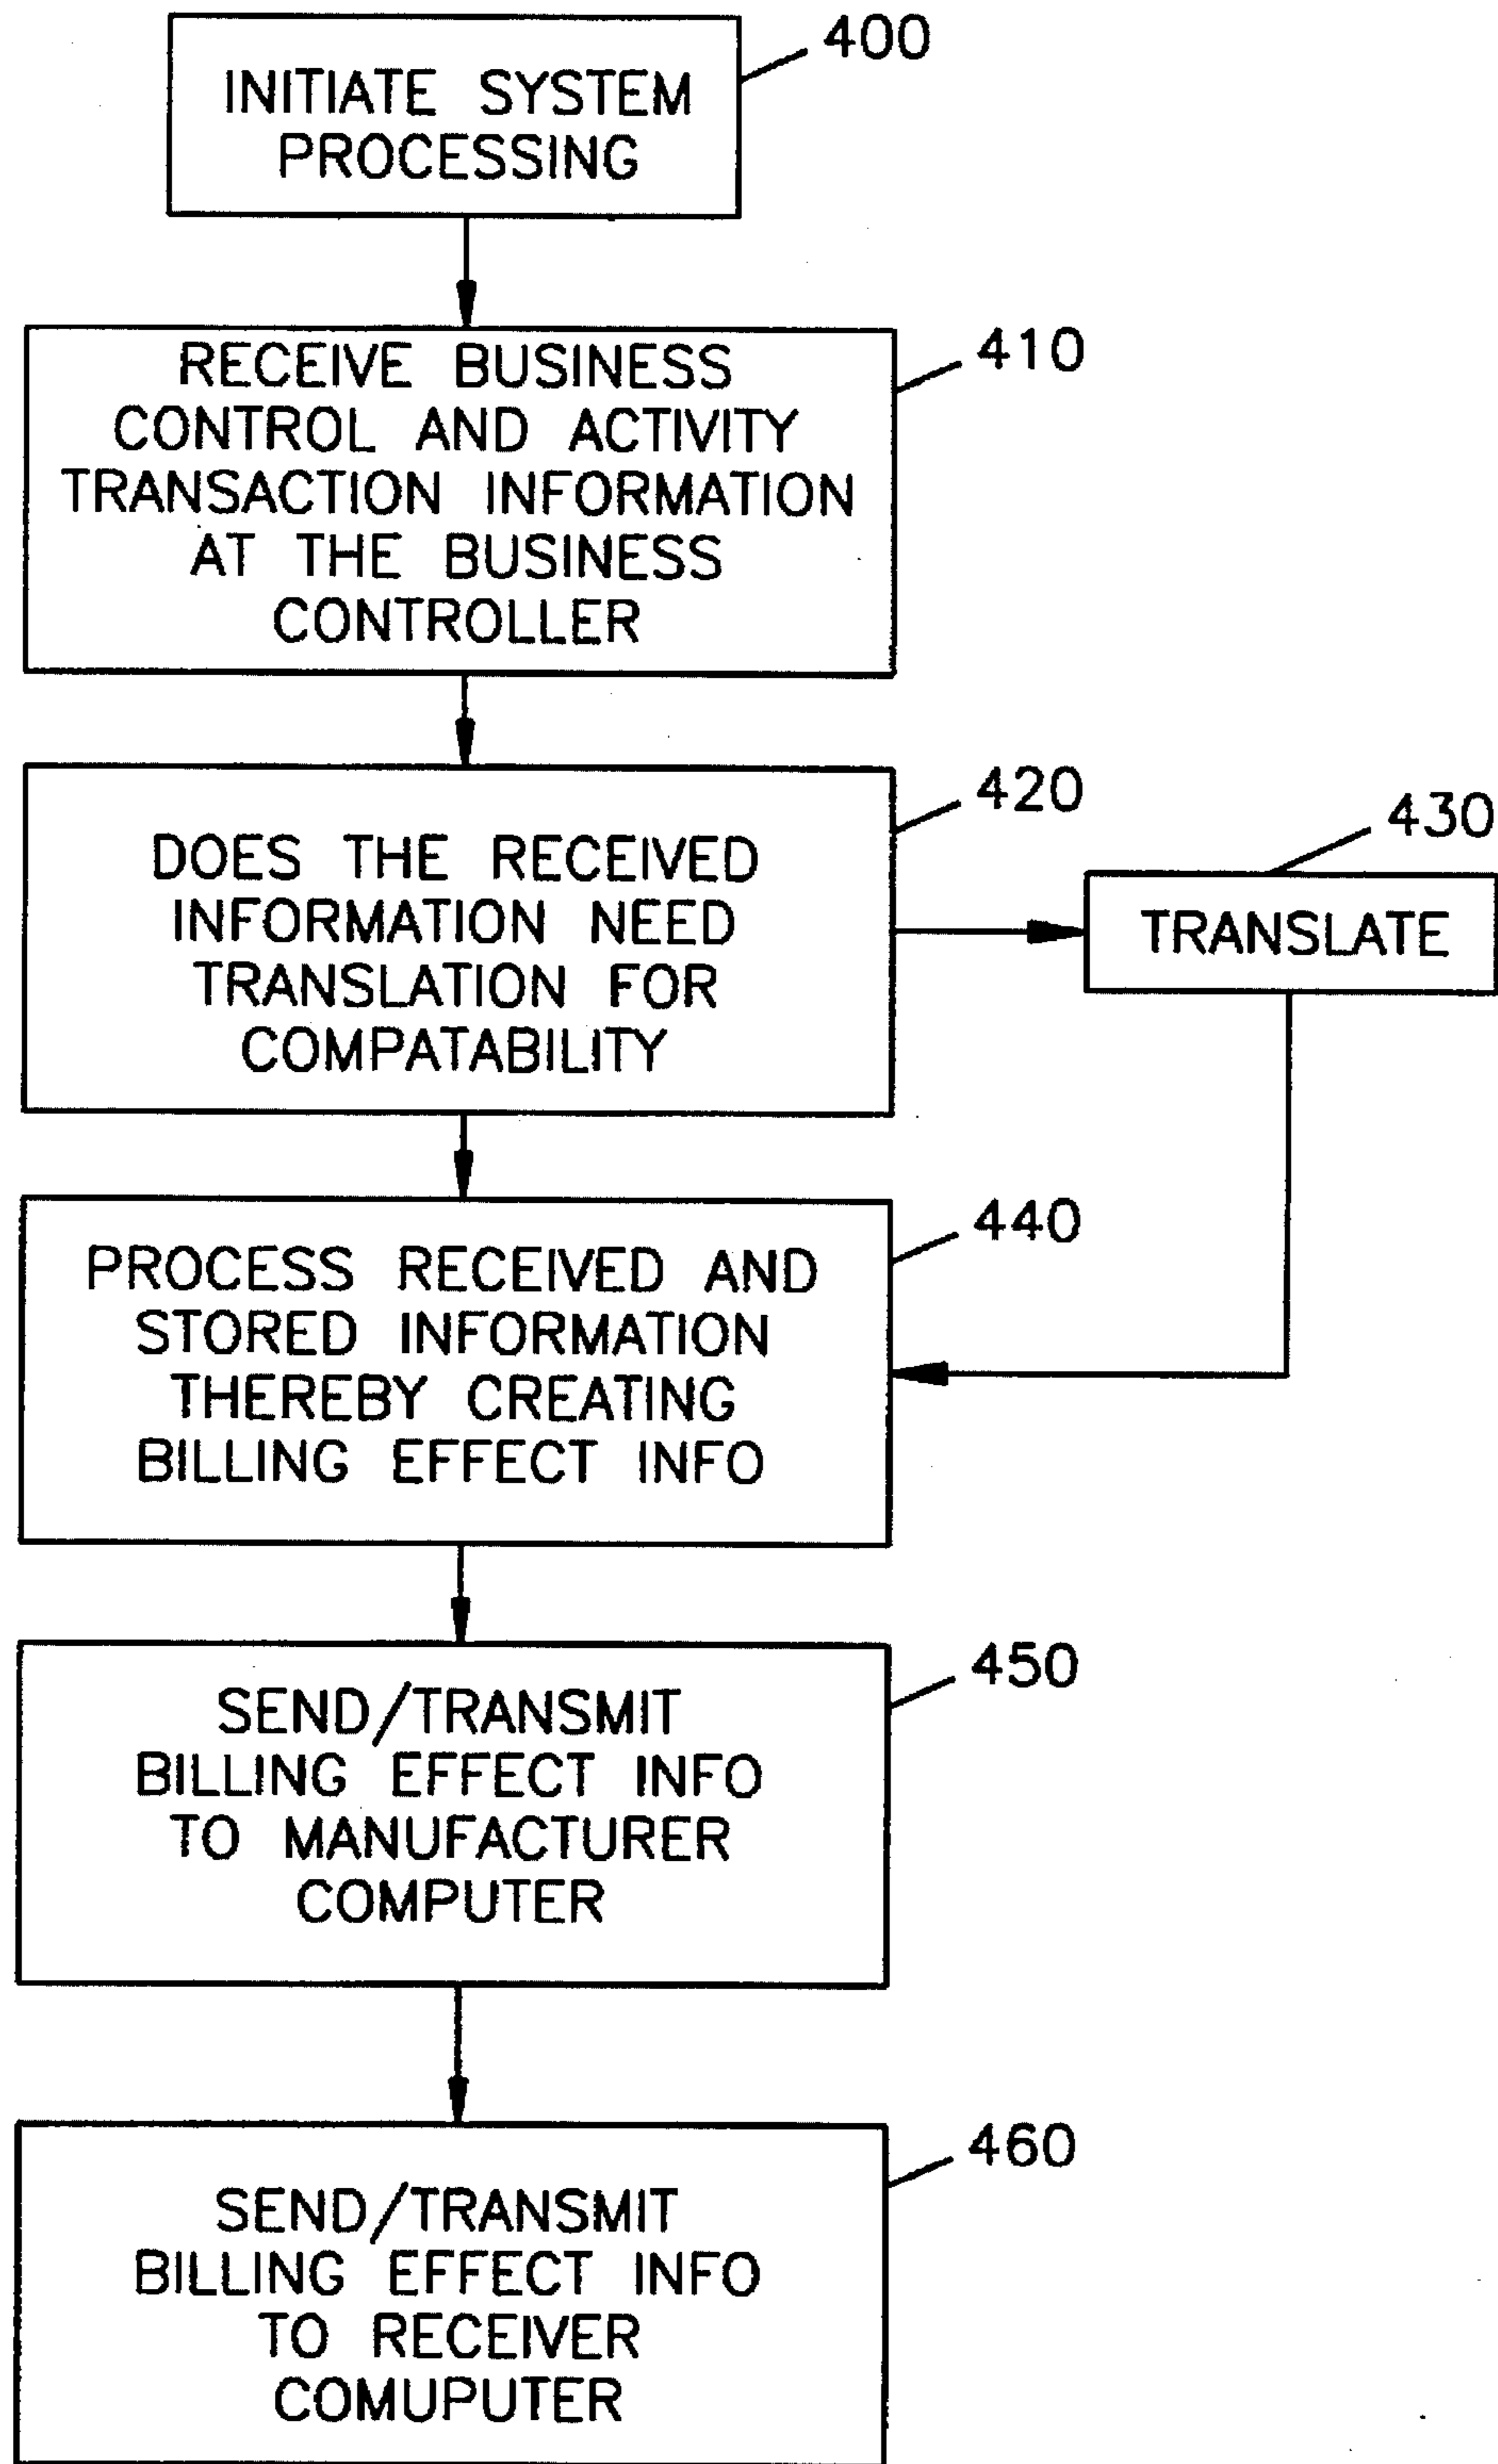 400
INITIATE SYSTEM
PROCESSING
410
RECEIVE BUSINESS
CONTROL AND ACTIVITY
TRANSACTION INFORMATION
AT THE BUSINESS
CONTROLLER
420
DOES THE RECEIVED
INFORMATION NEED
TRANSLATION FOR
COMPATABILITY
430
TRANSLATE
440
PROCESS RECEIVED AND
STORED INFORMATION
THEREBY CREATING
BILLING EFFECT INFO
450
SEND/TRANSMIT
BILLING EFFECT INFO
TO MANUFACTURER
COMPUTER
460
SEND/TRANSMIT
BILLING EFFECT INFO
TO RECEIVER
COMUPUTER